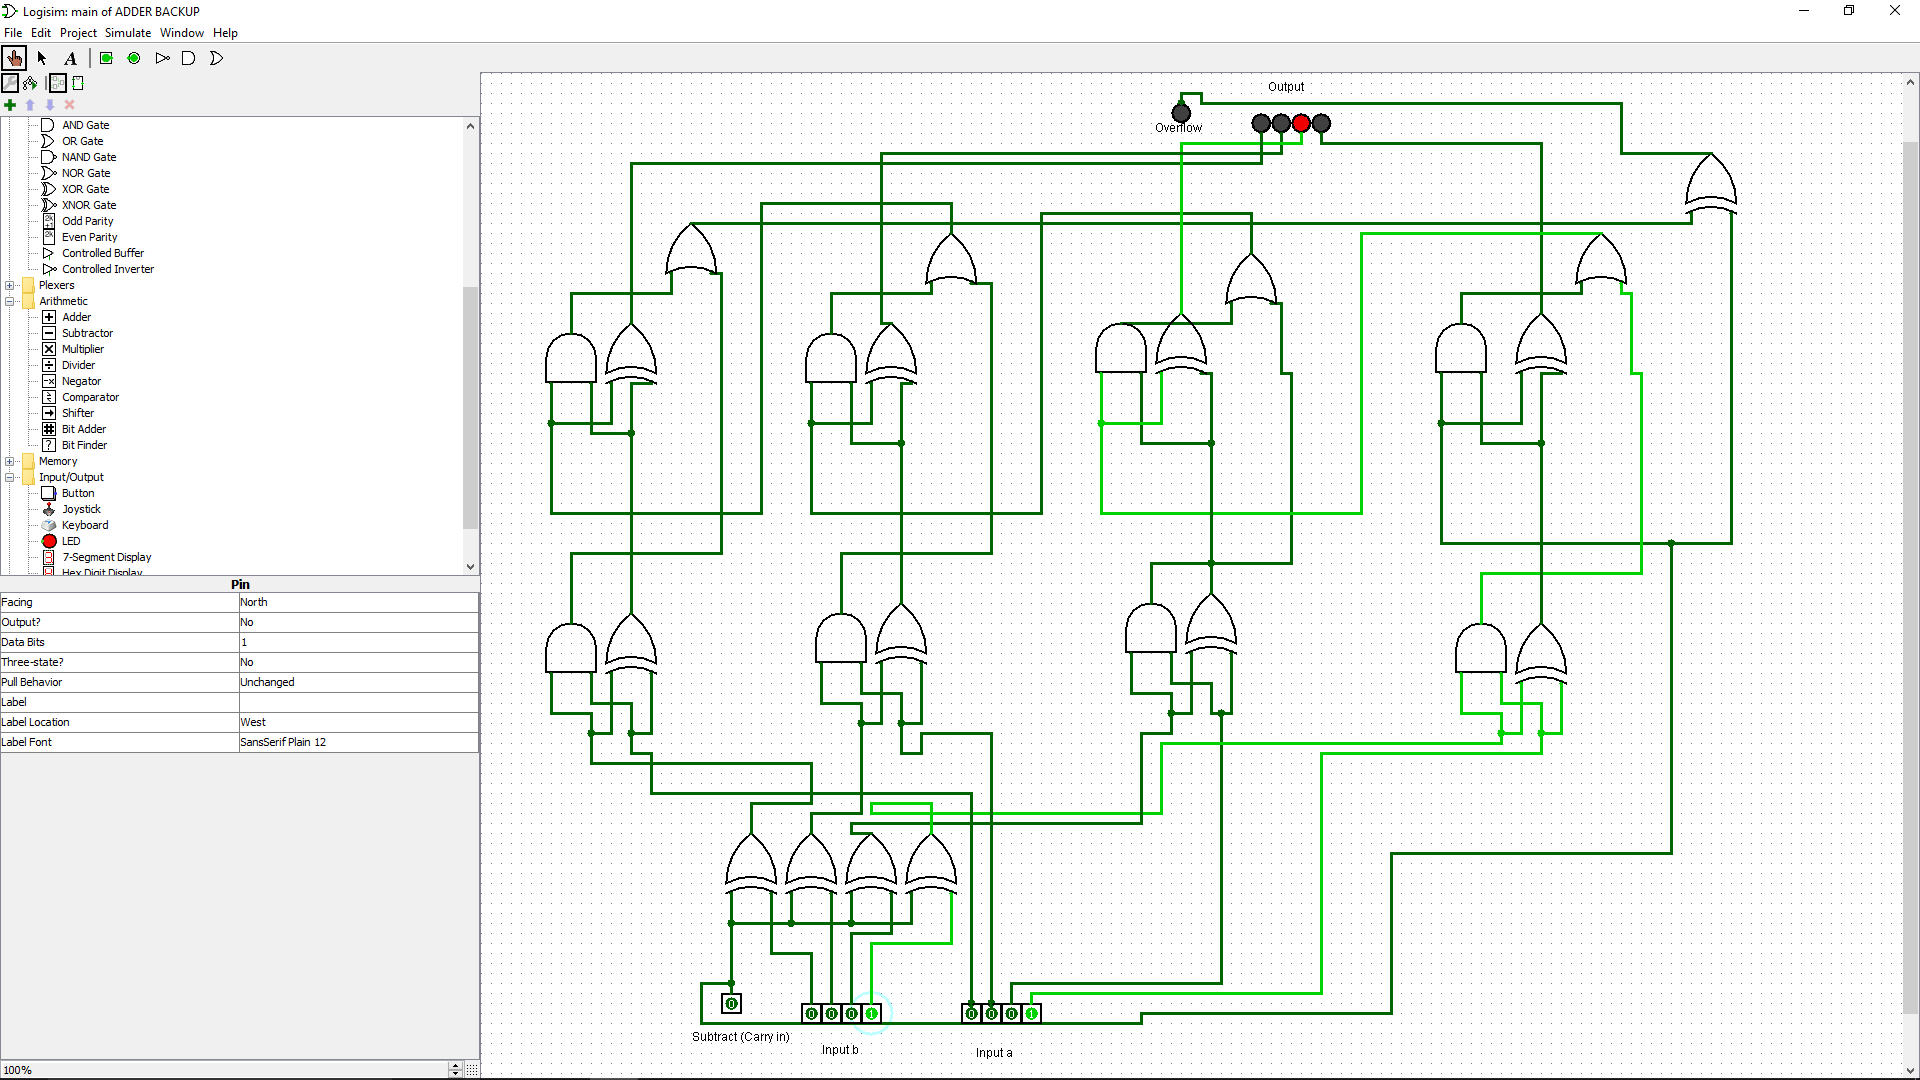 Logisim: main of ADDER BACKUP
File Edit Project Simulate Window Help
A
AND Gate
OR Gate
NAND Gate
NOR Gate
XOR Gate
XNOR Gate
Odd Parity
Even Parity
Controlled Buffer
Controlled Inverter
Plexers
Arithmetic
Adder
Subtractor
Multiplier
Divider
Negator
Comparator
Shifter
Bit Adder
Bit Finder
Memory
Input/Output
Button
Joystick
Keyboard
LED
7-Segment Display
Hex Digit Display
Pin
Facing North
Output? No
Data Bits 1
Three-state? No
Pull Behavior Unchanged
Label
Label Location West
Label Font SansSerif Plain 12
100%
Output
Overflow
0
0 0 0 1
0 0 0 1
Subtract (Carry in)
Input b
Input a